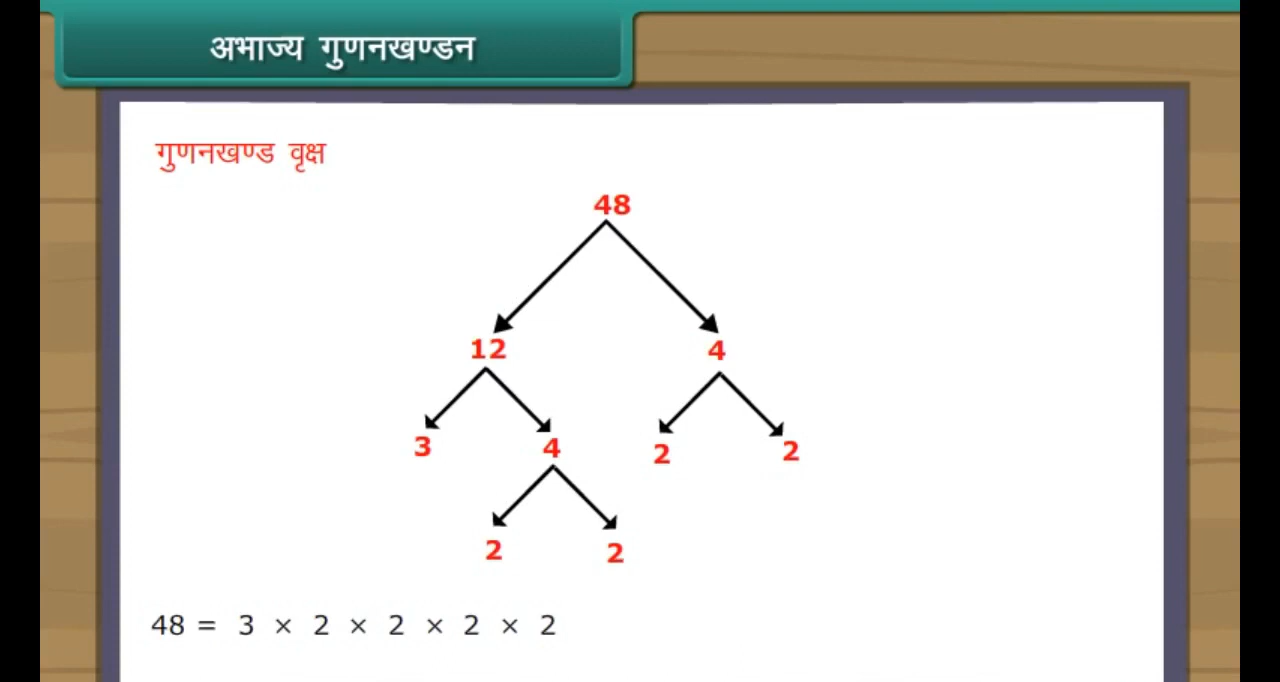 अभाज्य गुणनखण्डन
गुणनखण्ड वृक्ष
48
12 4
3 4 2 2
2 2
48 = 3 × 2 × 2 × 2 × 2